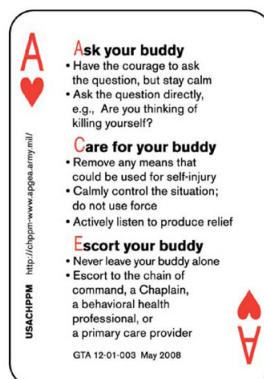 A
Ask your buddy
• Have the courage to ask
the question, but stay calm
• Ask the question directly,
e.g., Are you thinking of
killing yourself?
Care for your buddy
• Remove any means that
could be used for self-injury
• Calmly control the situation;
do not use force
• Actively listen to produce relief
Escort your buddy
• Never leave your buddy alone
• Escort to the chain of
command, a Chaplain,
a behavioral health
professional, or
a primary care provider
GTA 12-01-003 May 2008
USACHPPM http://chppm-www.apgea.army.mil/
A